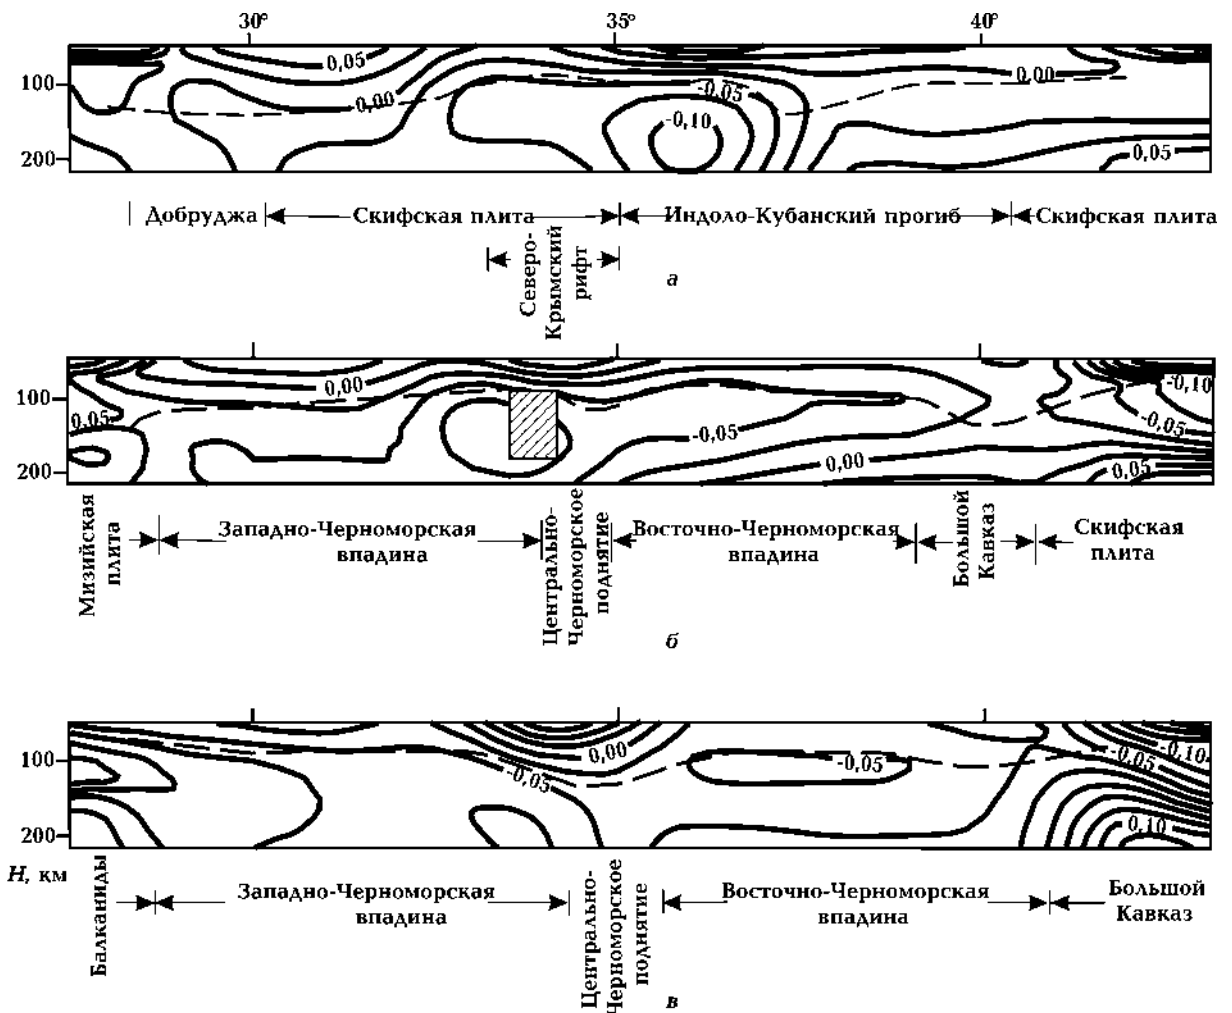 30° 35° 40°
0,05 0,00 0,00 -0,05 -0,10 0,05
100
200
Добруджа Скифская плита Индоло-Кубанский прогиб Скифская плита
Северо-
Крымский
рифт
а
0,00 -0,10
0,05 -0,05 -0,05
0,00 0,05
100
200
Мизийская
плита
Западно-Черноморская
впадина
Центрально-
Черноморское
поднятие
Восточно-Черноморская
впадина
Большой
Кавказ
Скифская
плита
б
0,00 -0,10
-0,05 -0,05 -0,05
0,10
100
200
Н, км
Балканиды
Западно-Черноморская
впадина
Центрально-
Черноморское
поднятие
Восточно-Черноморская
впадина
Большой
Кавказ
в